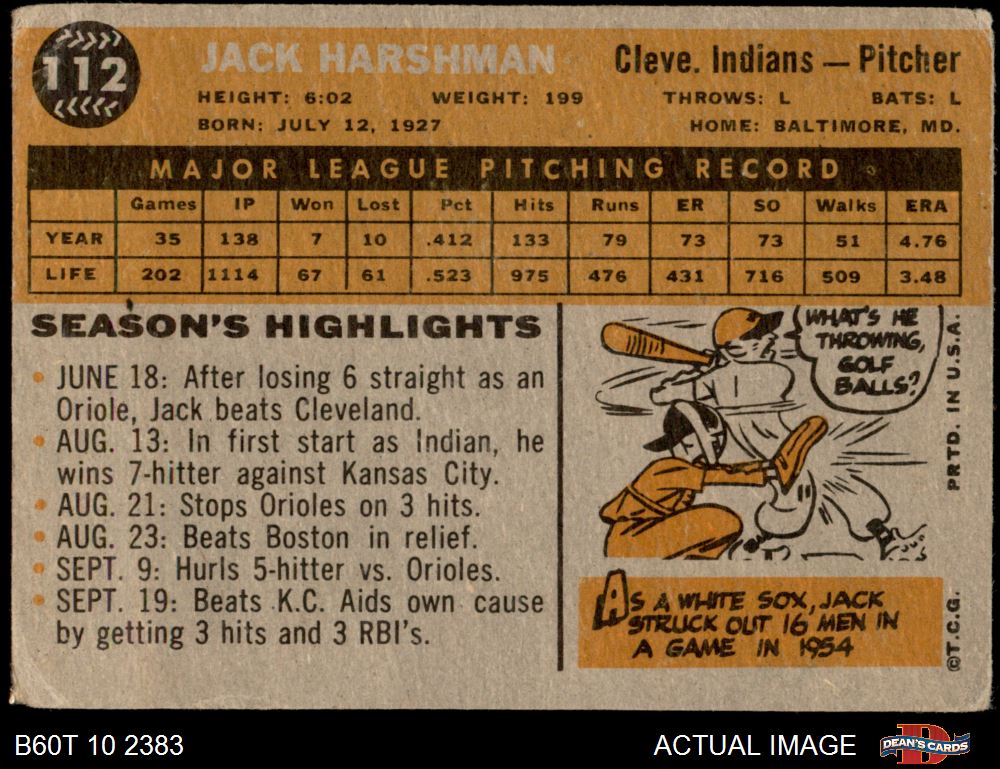 112
JACK HARSHMAN
Cleve. Indians — Pitcher
HEIGHT: 6:02 WEIGHT: 199 THROWS: L BATS: L
BORN: JULY 12, 1927 HOME: BALTIMORE, MD.
MAJOR LEAGUE PITCHING RECORD
Games IP Won Lost Pct Hits Runs ER SO Walks ERA
YEAR 35 138 7 10 .412 133 79 73 73 51 4.76
LIFE 202 1114 67 61 .523 975 476 431 716 509 3.48
SEASON'S HIGHLIGHTS
• JUNE 18: After losing 6 straight as an
Oriole, Jack beats Cleveland.
• AUG. 13: In first start as Indian, he
wins 7-hitter against Kansas City.
• AUG. 21: Stops Orioles on 3 hits.
• AUG. 23: Beats Boston in relief.
• SEPT. 9: Hurls 5-hitter vs. Orioles.
• SEPT. 19: Beats K.C. Aids own cause
by getting 3 hits and 3 RBI's.
WHAT'S HE
THROWING,
GOLF
BALLS?
11
AS A WHITE SOX, JACK
STRUCK OUT 16 MEN IN
A GAME IN 1954
PRTD. IN U.S.A.
©T.C.G.
B60T 10 2383
ACTUAL IMAGE
D
DEAN'S CARDS